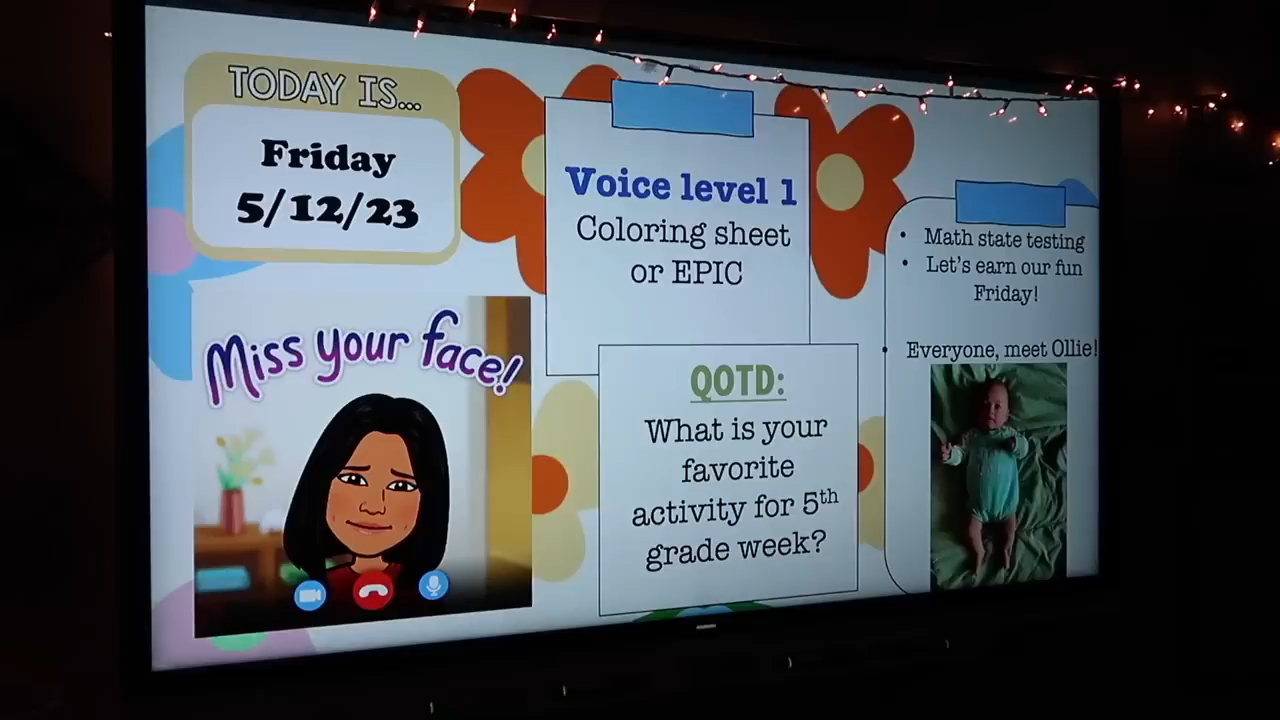 TODAY IS...
Friday
5/12/23
Miss your face!
Voice level 1
Coloring sheet
or EPIC
QOTD:
What is your
favorite
activity for 5th
grade week?
• Math state testing
• Let's earn our fun
Friday!
• Everyone, meet Ollie!